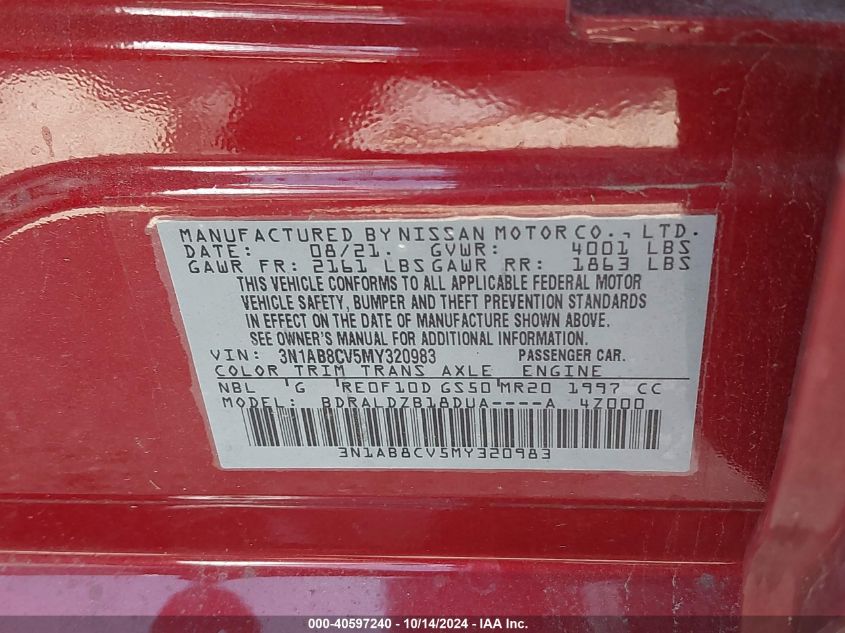 MANUFACTURED BY NISSAN MOTOR CO., LTD.
DATE: 08/21. GVWR: 4001 LBS
GAWR FR: 2161 LBS GAWR RR: 1863 LBS
THIS VEHICLE CONFORMS TO ALL APPLICABLE FEDERAL MOTOR
VEHICLE SAFETY, BUMPER AND THEFT PREVENTION STANDARDS
IN EFFECT ON THE DATE OF MANUFACTURE SHOWN ABOVE.
SEE OWNER'S MANUAL FOR ADDITIONAL INFORMATION.
VIN: 3N1AB8CV5MY320983 PASSENGER CAR.
COLOR TRIM TRANS AXLE ENGINE
NBL 'G 'RE0F10D GS50'MR20 1997 CC
MODEL: BDRALDZB18DUA----A 4Z000
3N1AB8CV5MY320983
000-40597240 - 10/14/2024 - IAA Inc.